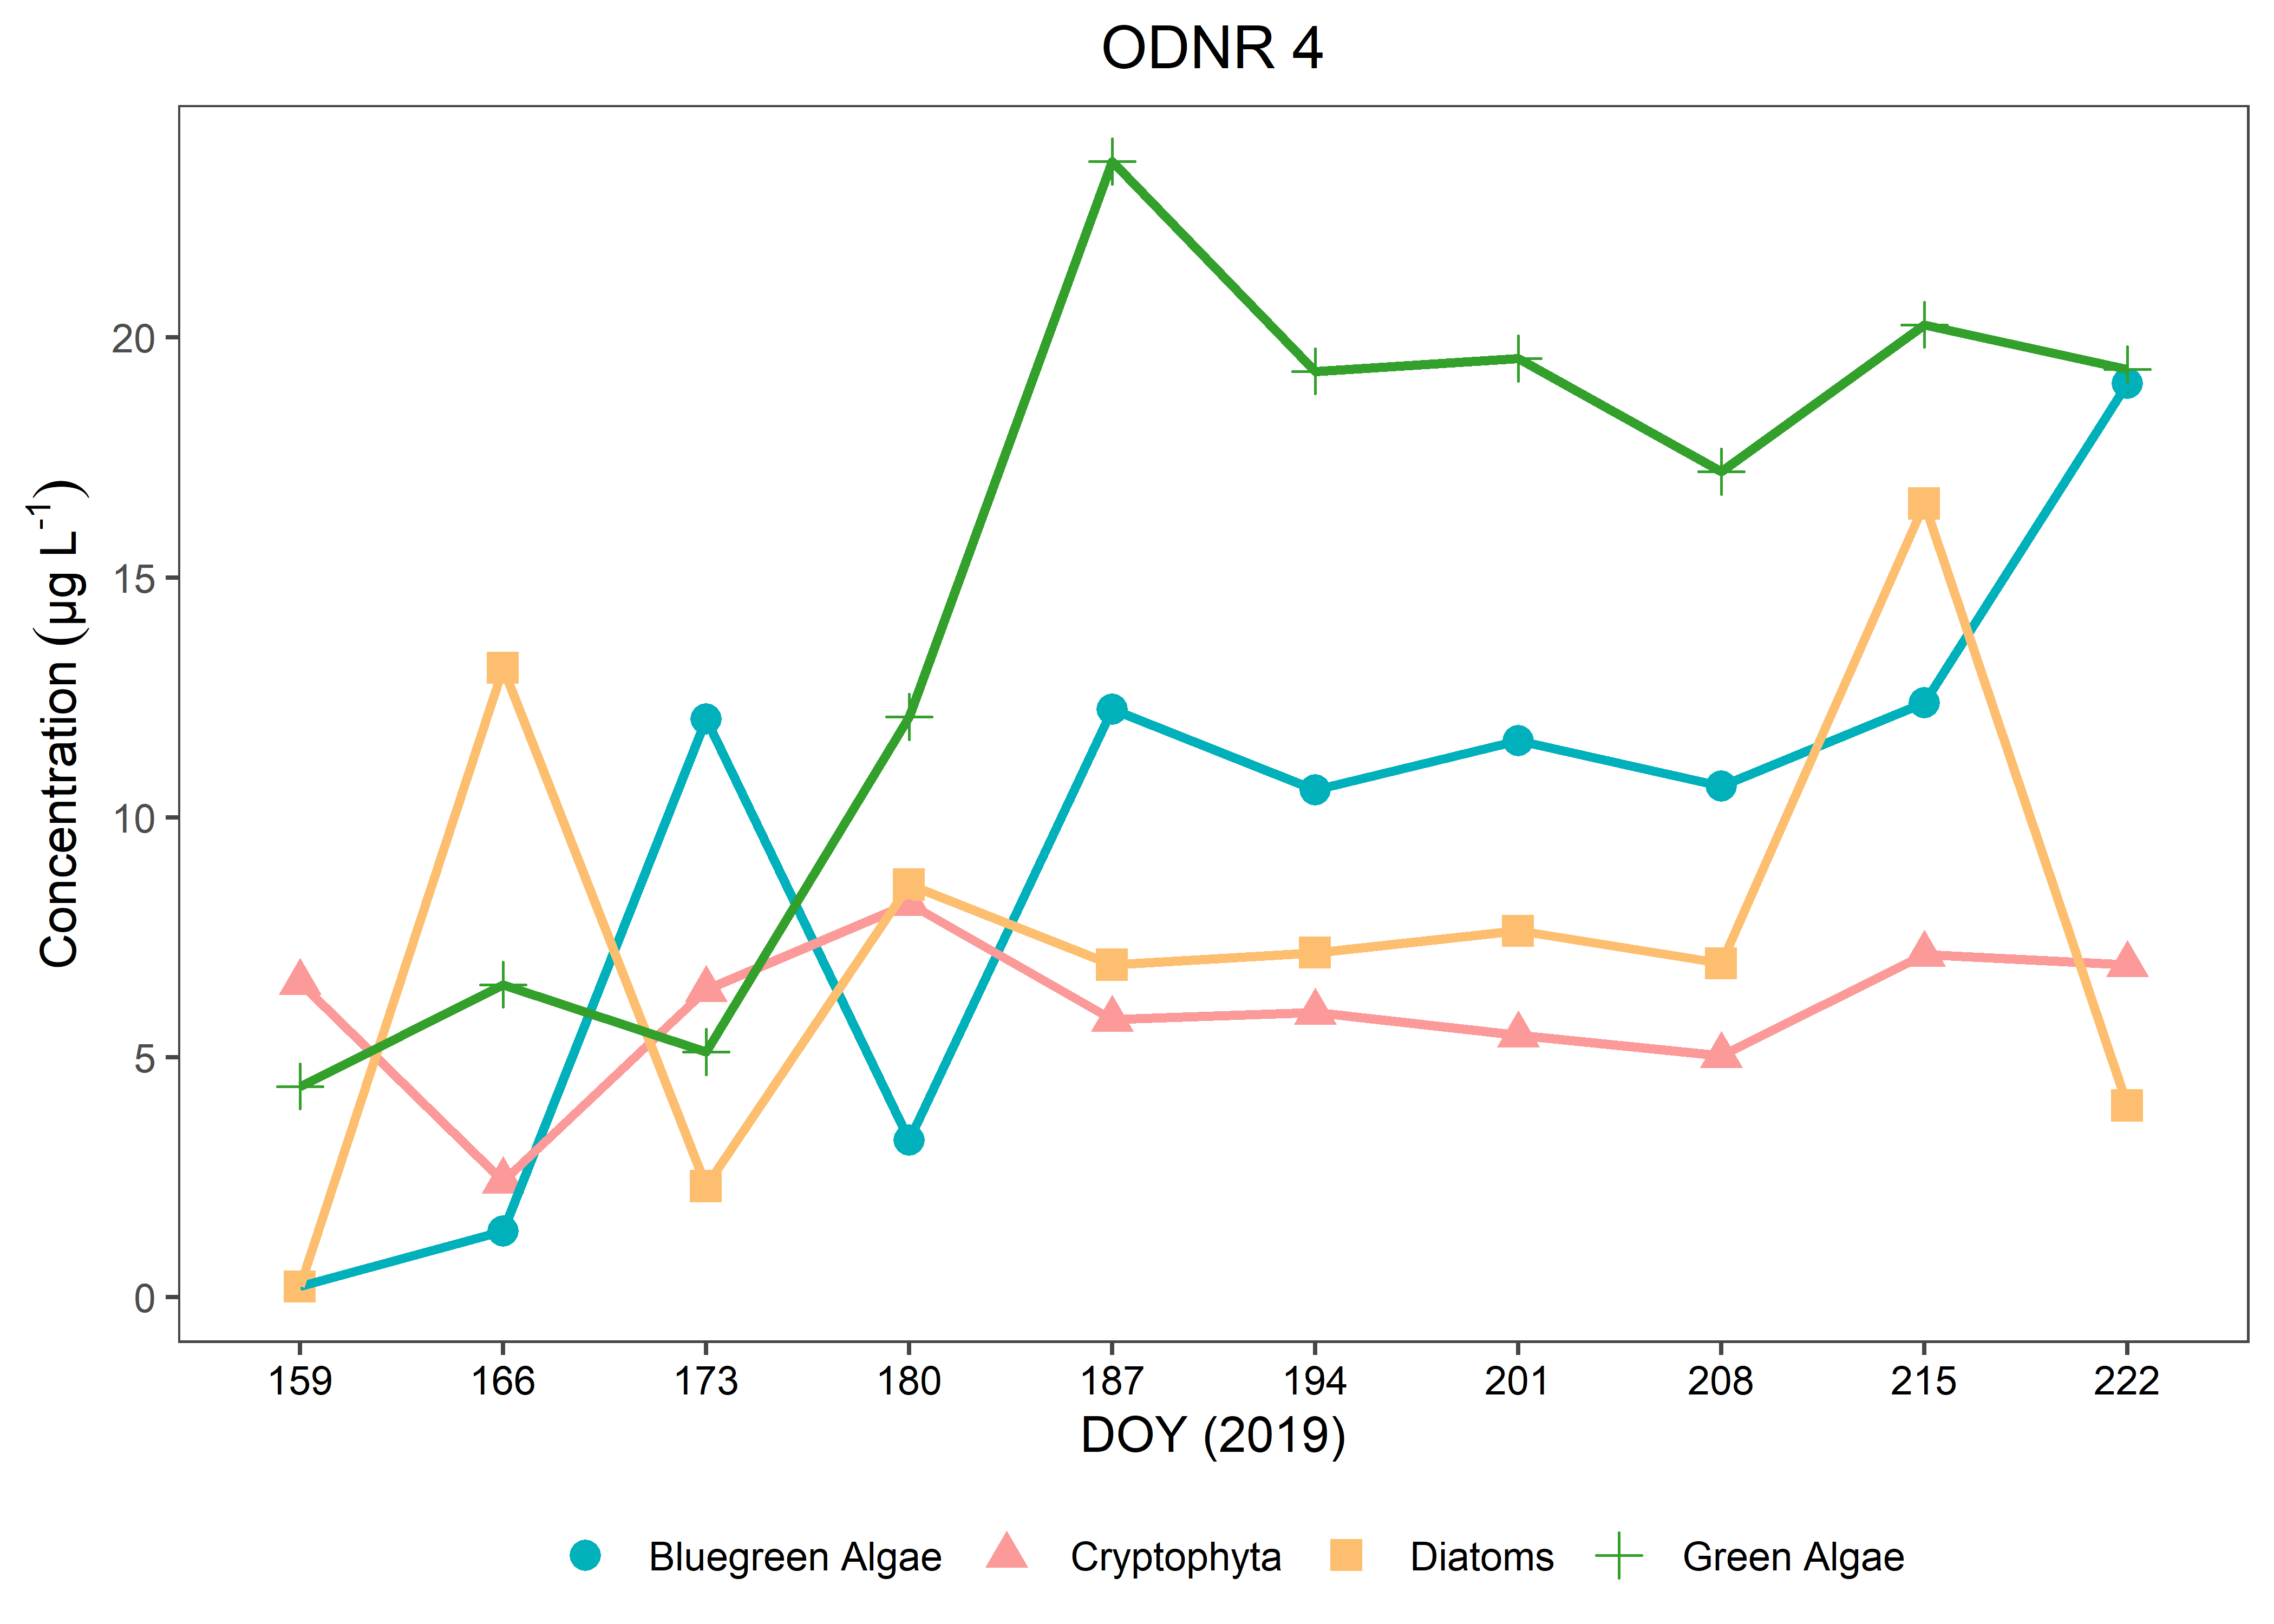 ODNR 4
Concentration (µg L⁻¹)
20
15
10
5
0
159 166 173 180 187 194 201 208 215 222
DOY (2019)
Bluegreen Algae Cryptophyta Diatoms Green Algae